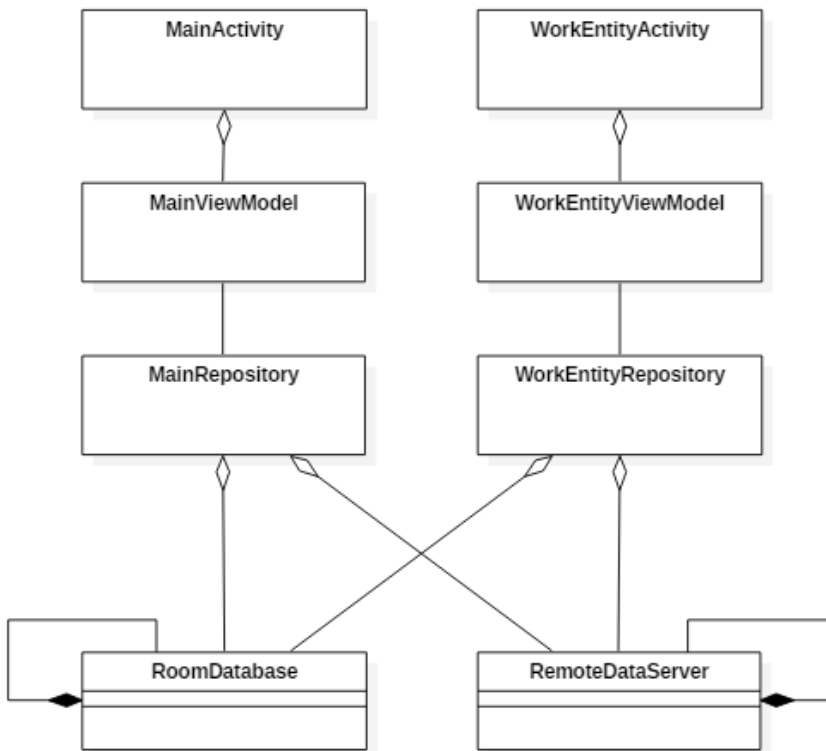 MainActivity
WorkEntityActivity
MainViewModel
WorkEntityViewModel
MainRepository
WorkEntityRepository
RoomDatabase
RemoteDataServer